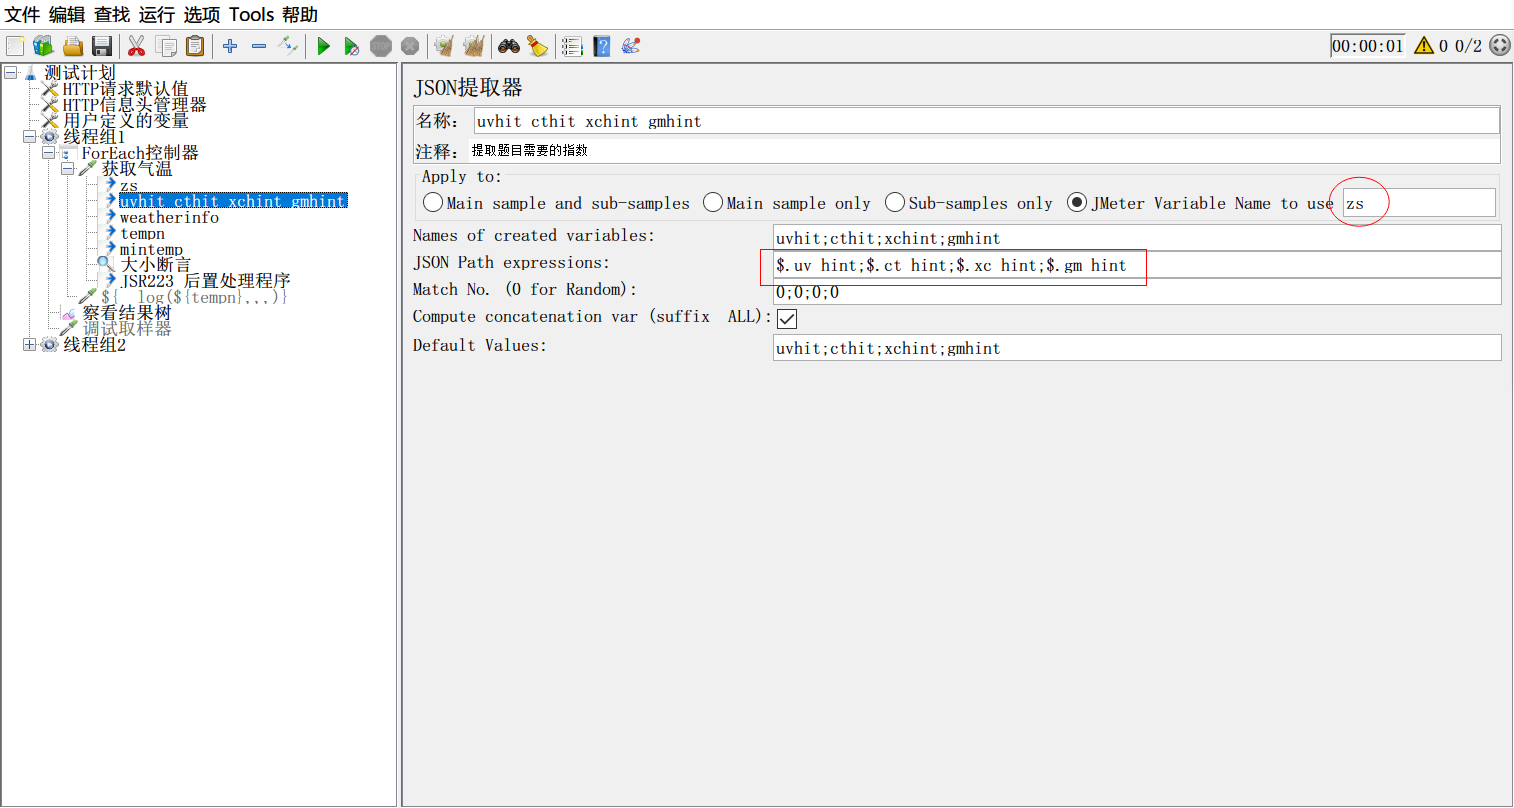 文件 编辑 查找 运行 选项 Tools 帮助
STOP 00:00:01 0 0/2
测试计划
HTTP请求默认值
HTTP信息头管理器
用户定义的变量
线程组1
ForEach控制器
获取气温
zs
uvhit cthit xchint gmhint
weatherinfo
tempn
mintemp
大小断言
JSR223 后置处理程序
${__log(${tempn},,,)}
察看结果树
调试取样器
线程组2
JSON提取器
名称: uvhit cthit xchint gmhint
注释: 提取题目需要的指数
Apply to:
Main sample and sub-samples Main sample only Sub-samples only JMeter Variable Name to use zs
Names of created variables: uvhit;cthit;xchint;gmhint
JSON Path expressions: $.uv hint;$.ct hint;$.xc hint;$.gm hint
Match No. (0 for Random): 0;0;0;0
Compute concatenation var (suffix ALL):
Default Values: uvhit;cthit;xchint;gmhint